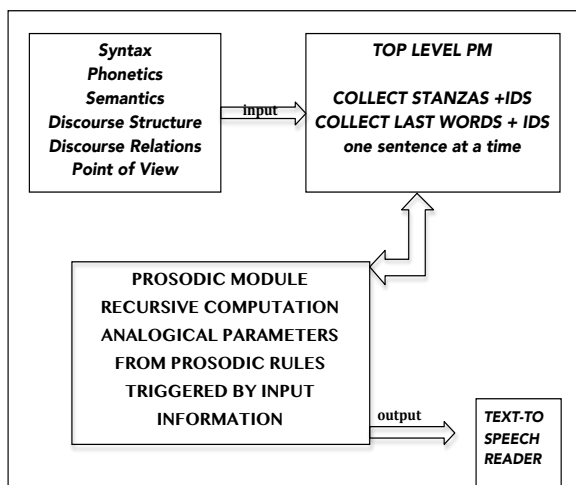 Syntax
Phonetics
Semantics
Discourse Structure
Discourse Relations
Point of View
input
TOP LEVEL PM
COLLECT STANZAS +IDS
COLLECT LAST WORDS + IDS
one sentence at a time
PROSODIC MODULE
RECURSIVE COMPUTATION
ANALOGICAL PARAMETERS
FROM PROSODIC RULES
TRIGGERED BY INPUT
INFORMATION
output
TEXT-TO
SPEECH
READER